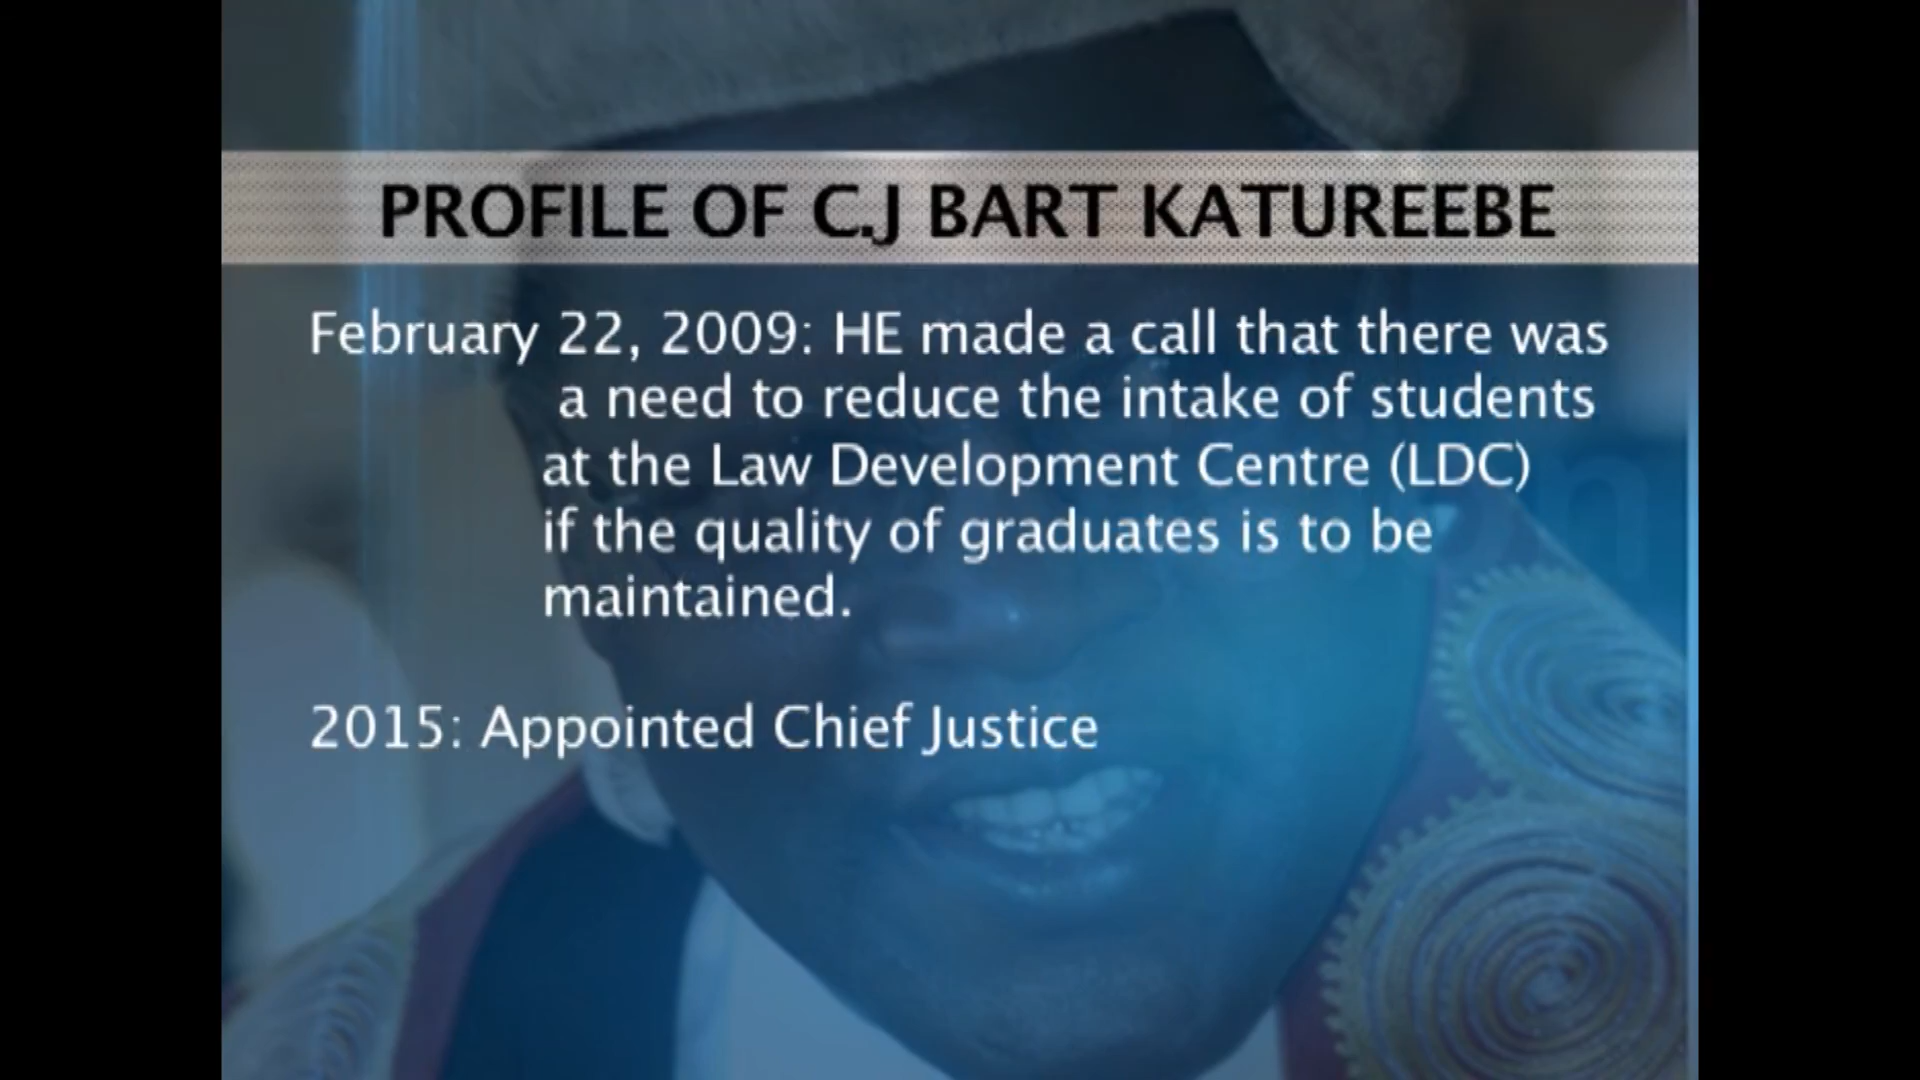 PROFILE OF C.J BART KATUREEBE
February 22, 2009: HE made a call that there was
a need to reduce the intake of students
at the Law Development Centre (LDC)
if the quality of graduates is to be
maintained.
2015: Appointed Chief Justice